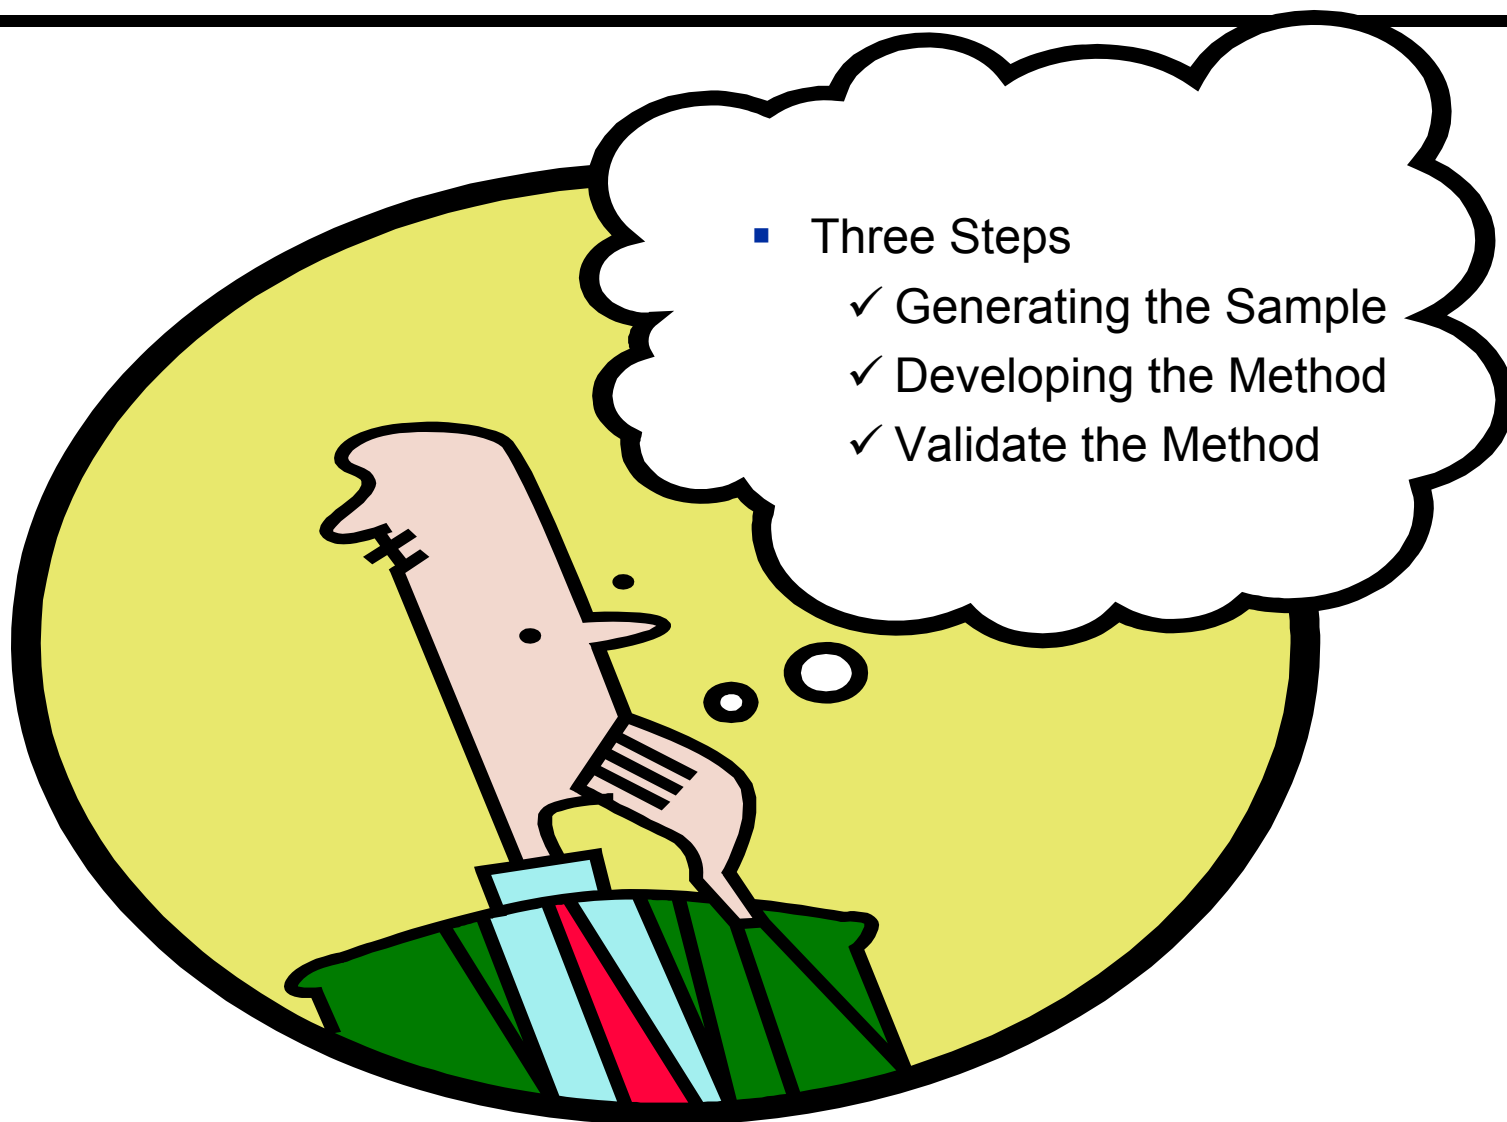 ▪ Three Steps
✓ Generating the Sample
✓ Developing the Method
✓ Validate the Method